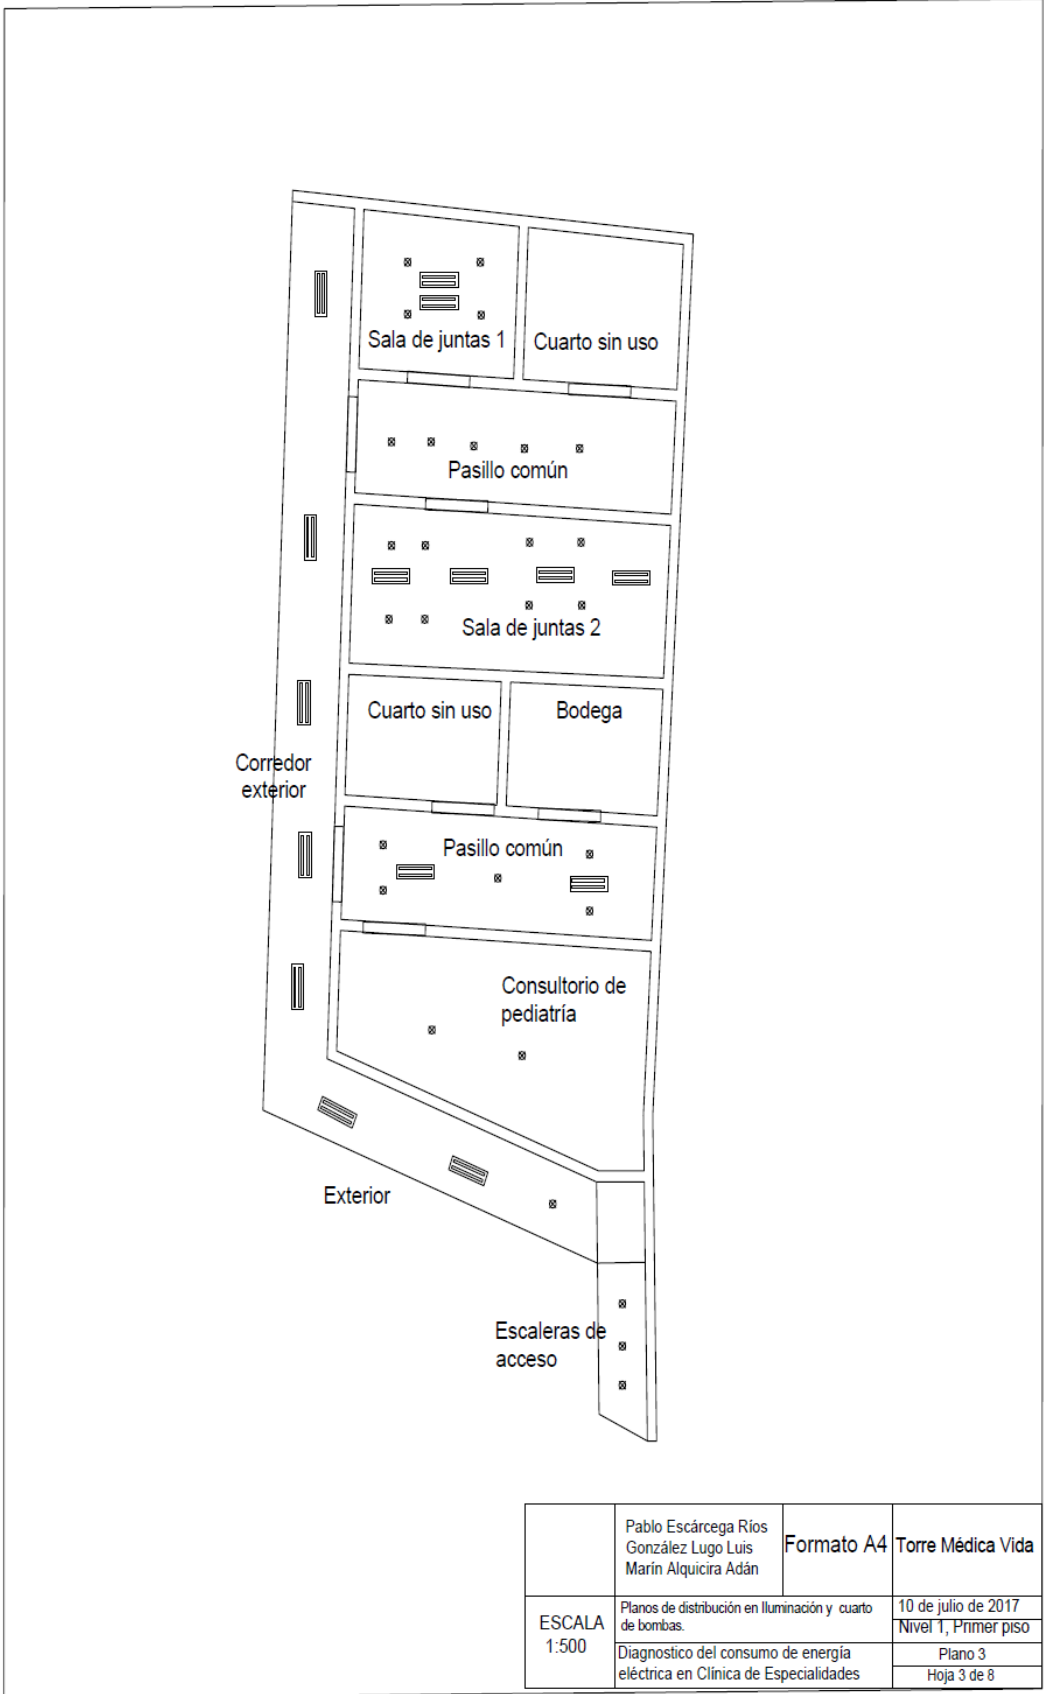 Sala de juntas 1
Cuarto sin uso
Pasillo común
Sala de juntas 2
Cuarto sin uso
Bodega
Corredor
exterior
Pasillo común
Consultorio de
pediatría
Exterior
Escaleras de
acceso
Pablo Escárcega Ríos
González Lugo Luis
Marín Alquicira Adán
Formato A4
Torre Médica Vida
ESCALA
1:500
Planos de distribución en Iluminación y cuarto
de bombas.
10 de julio de 2017
Nivel 1, Primer piso
Diagnostico del consumo de energía
eléctrica en Clínica de Especialidades
Plano 3
Hoja 3 de 8